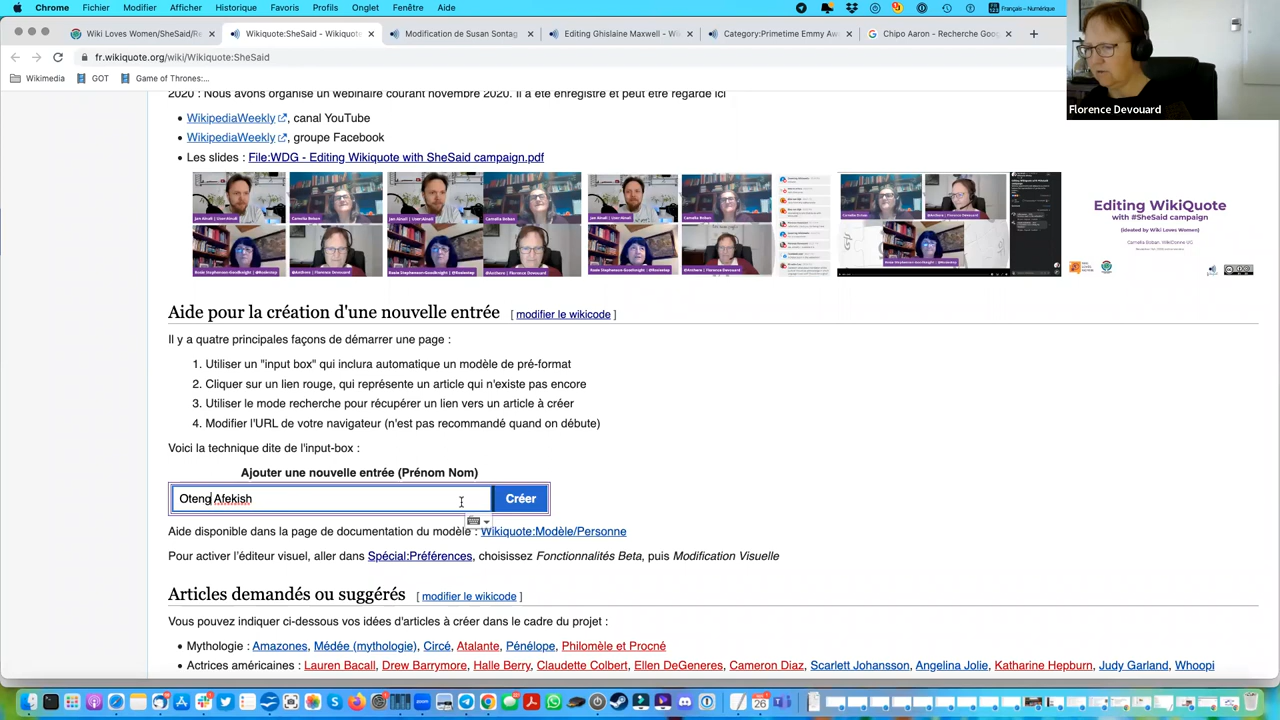 Chrome Fichier Modifier Afficher Historique Favoris Profils Onglet Fenêtre Aide Français – Numérique
Wiki Loves Women/SheSaid/Re Wikiquote:SheSaid - Wikiquote Modification de Susan Sontag Editing Ghislaine Maxwell - Wi Category:Primetime Emmy Awa Chipo Aaron - Recherche Goog
fr.wikiquote.org/wiki/Wikiquote:SheSaid
Wikimedia GOT Game of Thrones:...
Florence Devouard
2020 : Nous avons organisé un webinaire courant novembre 2020. Il a été enregistré et peut être regardé ici
• WikipediaWeekly, canal YouTube
• WikipediaWeekly, groupe Facebook
• Les slides : File:WDG - Editing Wikiquote with SheSaid campaign.pdf
Editing WikiQuote
with #SheSaid campaign
(ideated by Wiki Loves Women)
Aide pour la création d'une nouvelle entrée [ modifier le wikicode ]
Il y a quatre principales façons de démarrer une page :
1. Utiliser un "input box" qui inclura automatique un modèle de pré-format
2. Cliquer sur un lien rouge, qui représente un article qui n'existe pas encore
3. Utiliser le mode recherche pour récupérer un lien vers un article à créer
4. Modifier l'URL de votre navigateur (n'est pas recommandé quand on débute)
Voici la technique dite de l'input-box :
Ajouter une nouvelle entrée (Prénom Nom)
Oteng Afekish Créer
Aide disponible dans la page de documentation du modèle : Wikiquote:Modèle/Personne
Pour activer l'éditeur visuel, aller dans Spécial:Préférences, choisissez Fonctionnalités Beta, puis Modification Visuelle
Articles demandés ou suggérés [ modifier le wikicode ]
Vous pouvez indiquer ci-dessous vos idées d'articles à créer dans le cadre du projet :
• Mythologie : Amazones, Médée (mythologie), Circé, Atalante, Pénélope, Philomèle et Procné
• Actrices américaines : Lauren Bacall, Drew Barrymore, Halle Berry, Claudette Colbert, Ellen DeGeneres, Cameron Diaz, Scarlett Johansson, Angelina Jolie, Katharine Hepburn, Judy Garland, Whoopi